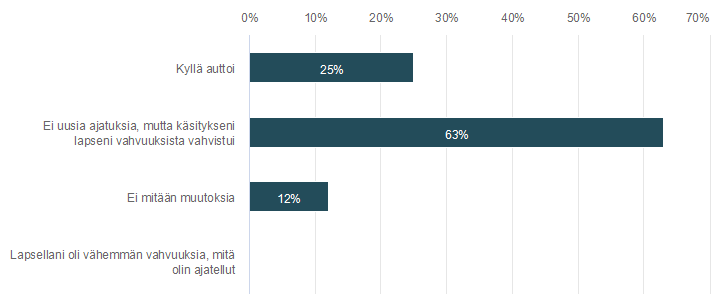 0% 10% 20% 30% 40% 50% 60% 70%
Kyllä auttoi
25%
Ei uusia ajatuksia, mutta käsitykseni
lapseni vahvuuksista vahvistui
63%
Ei mitään muutoksia
12%
Lapsellani oli vähemmän vahvuuksia, mitä
olin ajatellut